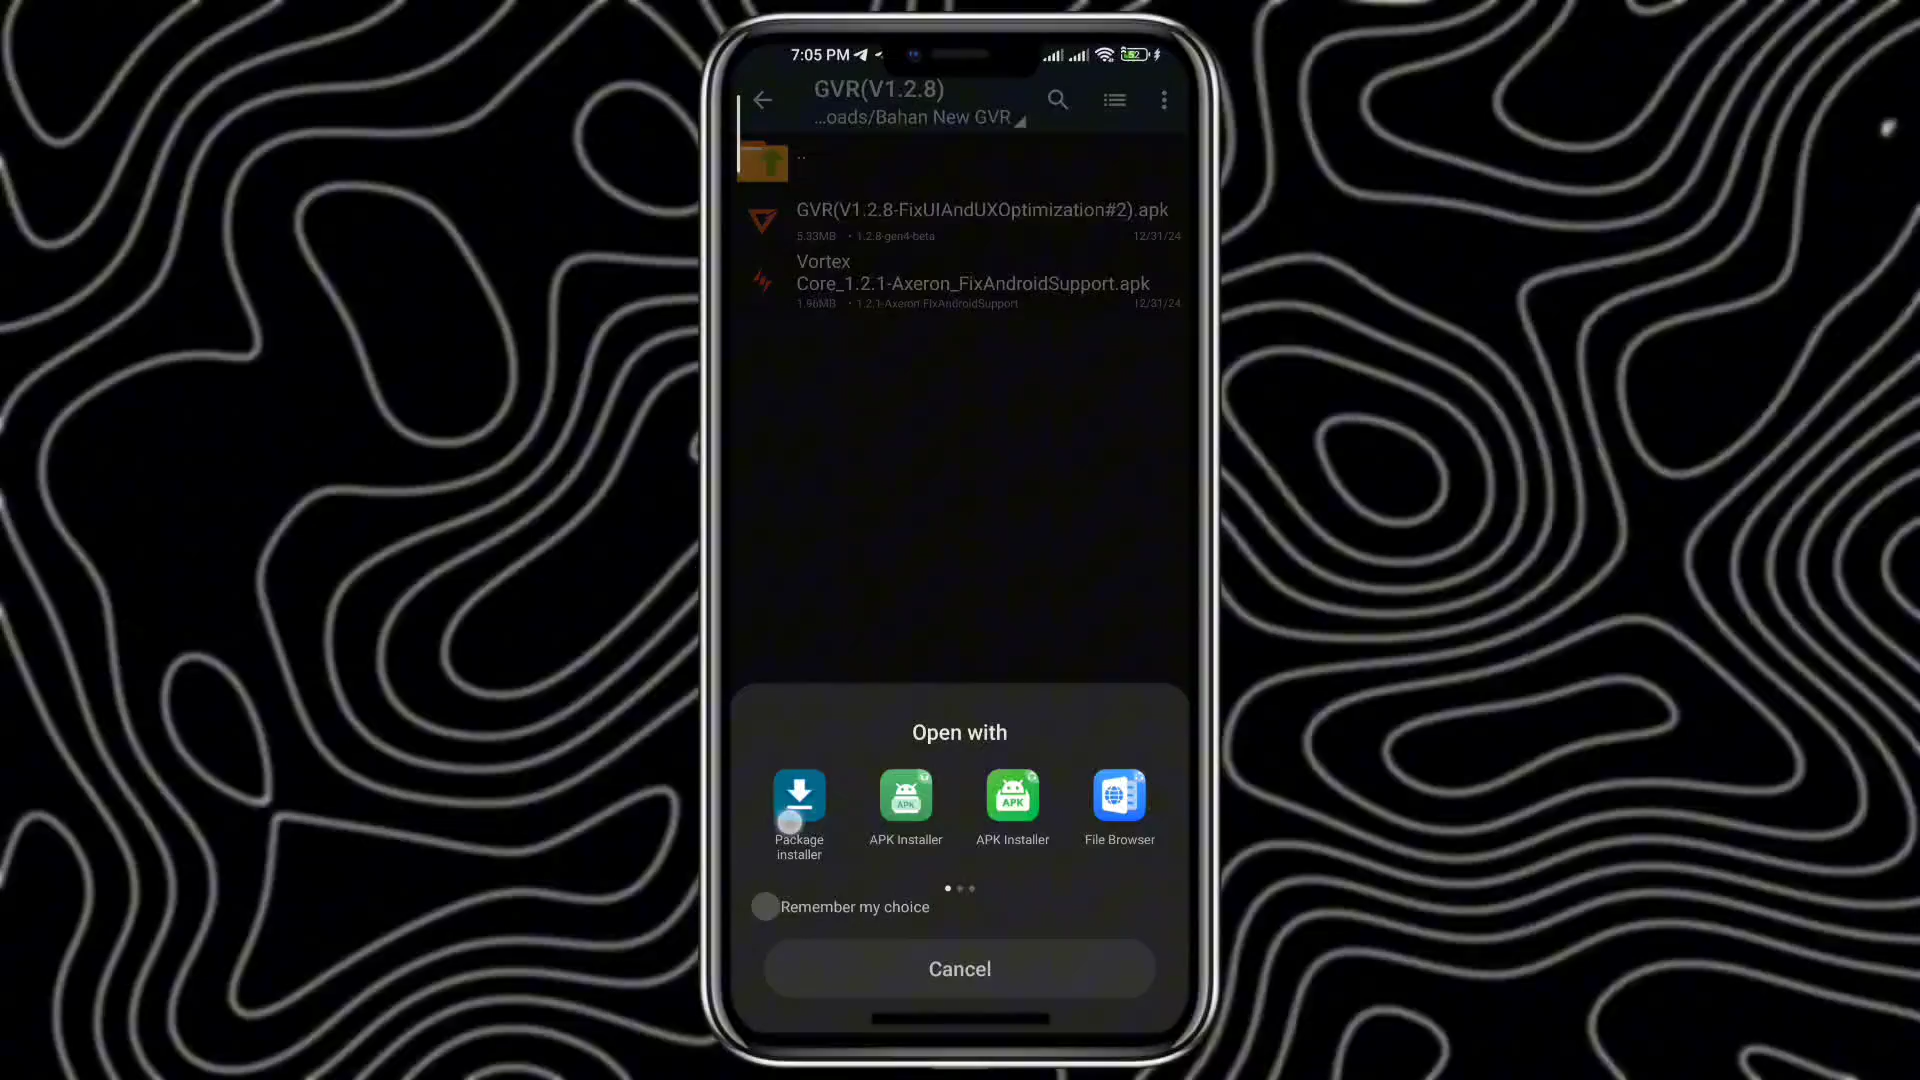 7:05 PM
52
GVR(V1.2.8)
...oads/Bahan New GVR
..
GVR(V1.2.8-FixUIAndUXOptimization#2).apk
5.33MB · 1.2.8-gen4-beta 12/31/24
Vortex
Core_1.2.1-Axeron_FixAndroidSupport.apk
1.96MB · 1.2.1-Axeron.FixAndroidSupport 12/31/24
Open with
APK
APK
Package
installer
APK Installer
APK Installer
File Browser
Remember my choice
Cancel